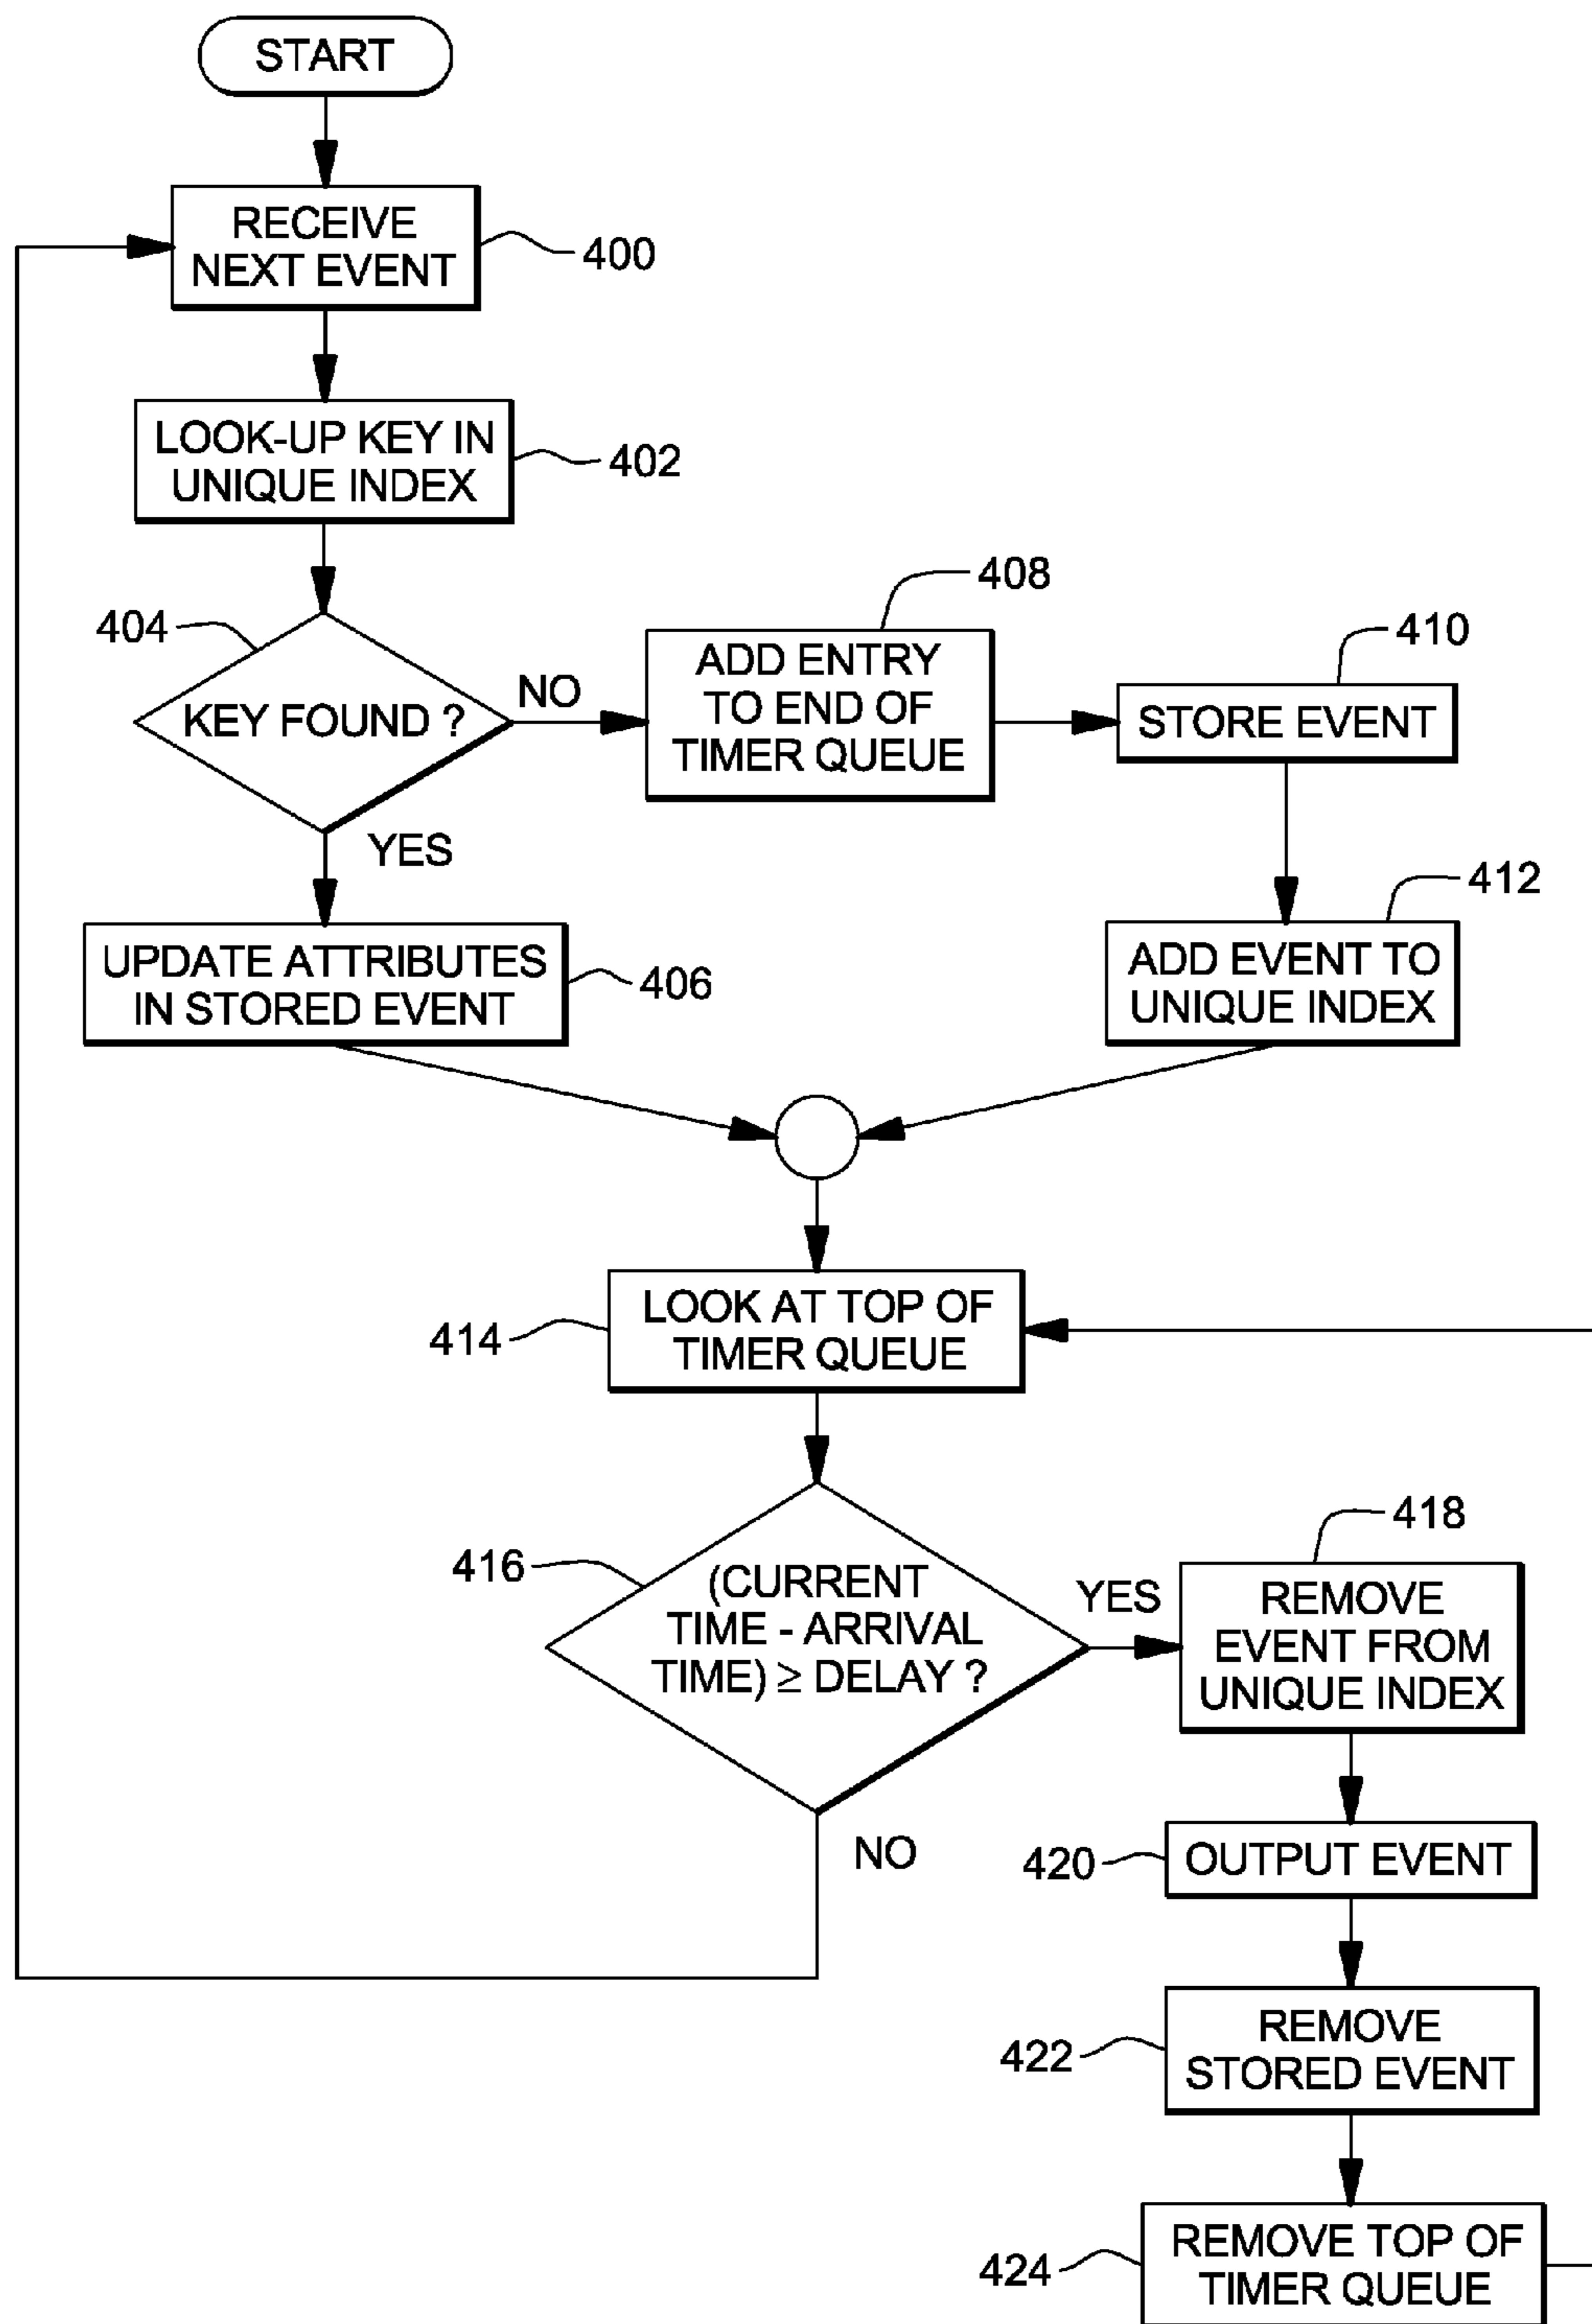 START
RECEIVE
NEXT EVENT
400
LOOK-UP KEY IN
UNIQUE INDEX
402
404
KEY FOUND ?
NO
YES
408
ADD ENTRY
TO END OF
TIMER QUEUE
410
STORE EVENT
412
ADD EVENT TO
UNIQUE INDEX
UPDATE ATTRIBUTES
IN STORED EVENT
406
LOOK AT TOP OF
TIMER QUEUE
414
416
(CURRENT
TIME - ARRIVAL
TIME) ≥ DELAY ?
YES
NO
418
REMOVE
EVENT FROM
UNIQUE INDEX
420
OUTPUT EVENT
422
REMOVE
STORED EVENT
424
REMOVE TOP OF
TIMER QUEUE